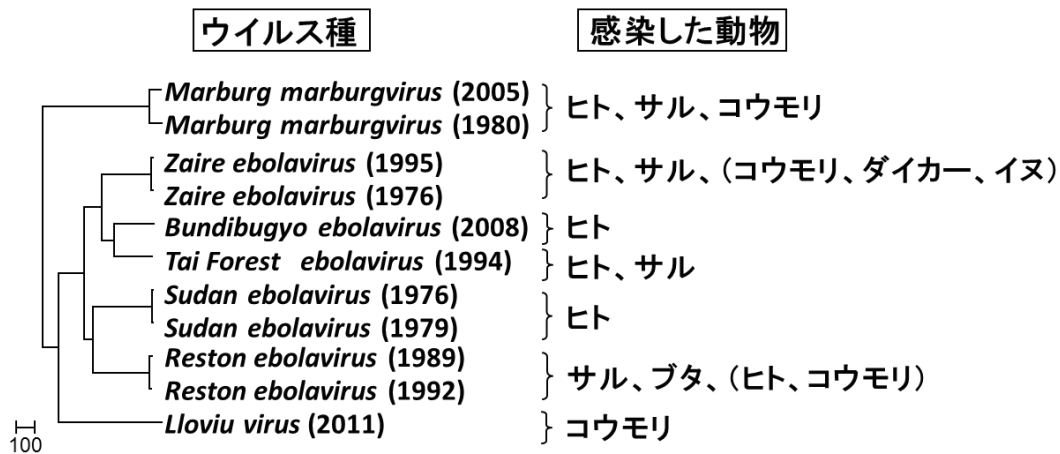 ウイルス種 感染した動物
Marburg marburgvirus (2005)
Marburg marburgvirus (1980)
ヒト、サル、コウモリ
Zaire ebolavirus (1995)
Zaire ebolavirus (1976)
ヒト、サル、(コウモリ、ダイカー、イヌ)
Bundibugyo ebolavirus (2008)
ヒト
Tai Forest ebolavirus (1994)
ヒト、サル
Sudan ebolavirus (1976)
Sudan ebolavirus (1979)
ヒト
Reston ebolavirus (1989)
Reston ebolavirus (1992)
サル、ブタ、(ヒト、コウモリ)
Lloviu virus (2011)
コウモリ
100